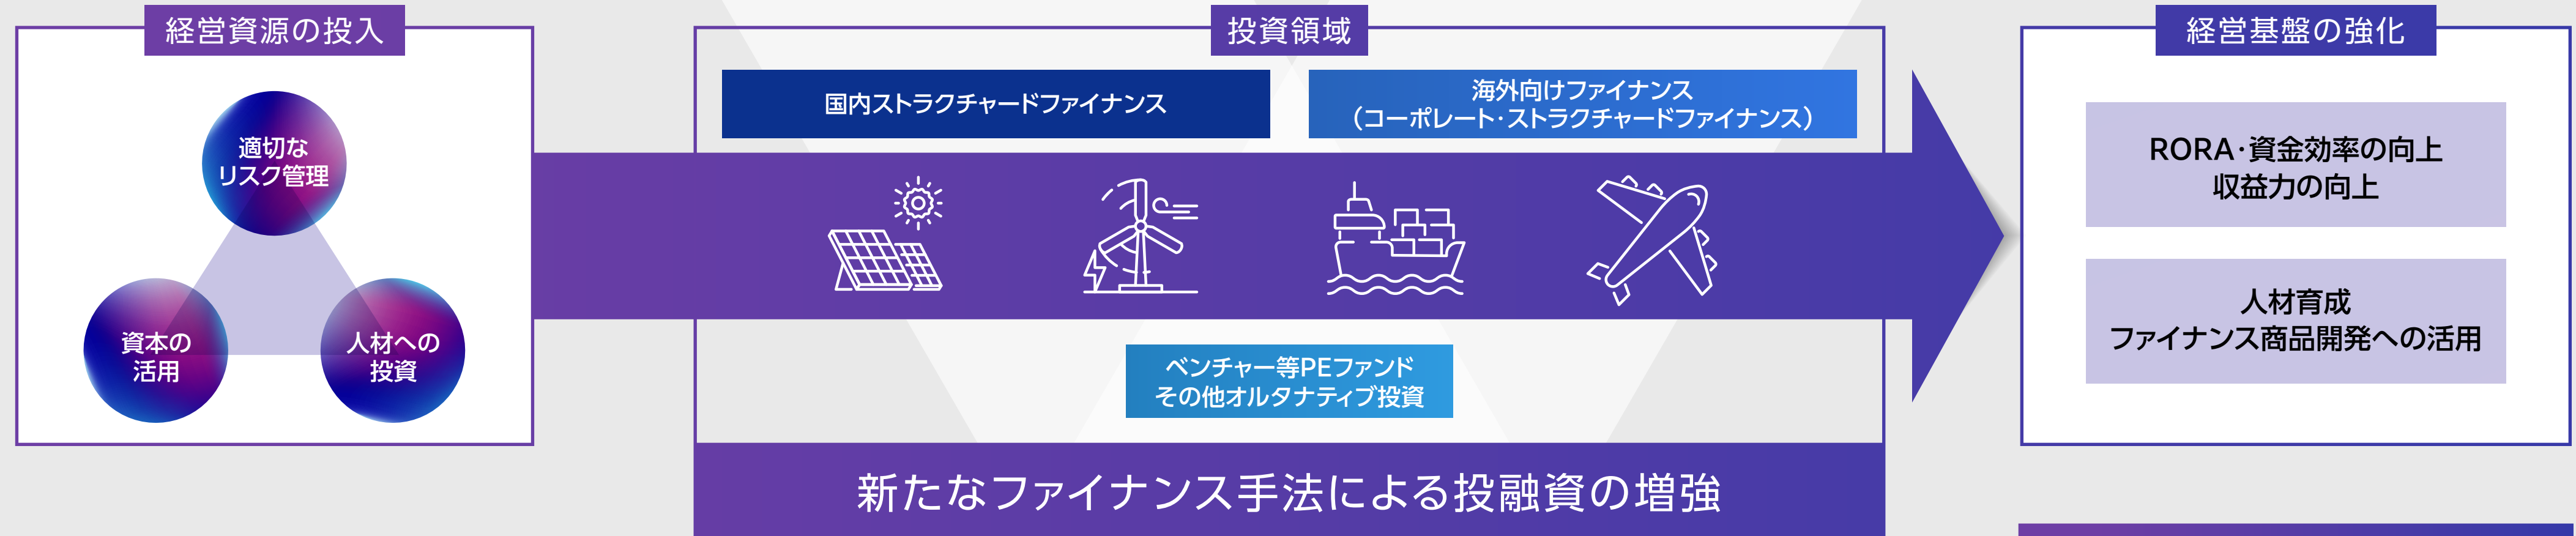 経営資源の投入
適切な
リスク管理
資本の
活用
人材への
投資
投資領域
国内ストラクチャードファイナンス
海外向けファイナンス
（コーポレート・ストラクチャードファイナンス）
ベンチャー等PEファンド
その他オルタナティブ投資
新たなファイナンス手法による投融資の増強
経営基盤の強化
RORA・資金効率の向上
収益力の向上
人材育成
ファイナンス商品開発への活用